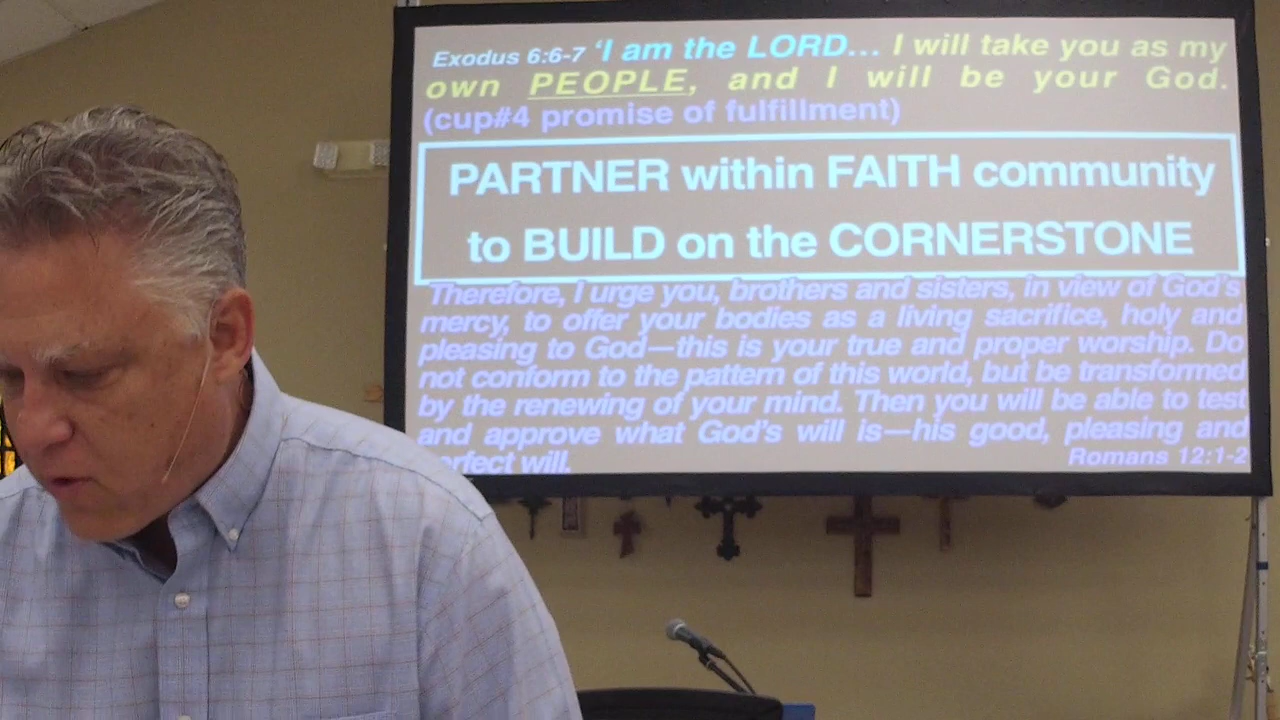 Exodus 6:6-7 ‘I am the LORD... I will take you as my
own PEOPLE, and I will be your God.
(cup#4 promise of fulfillment)
PARTNER within FAITH community
to BUILD on the CORNERSTONE
Therefore, I urge you, brothers and sisters, in view of God's
mercy, to offer your bodies as a living sacrifice, holy and
pleasing to God—this is your true and proper worship. Do
not conform to the pattern of this world, but be transformed
by the renewing of your mind. Then you will be able to test
and approve what God's will is—his good, pleasing and
will.
Romans 12:1-2